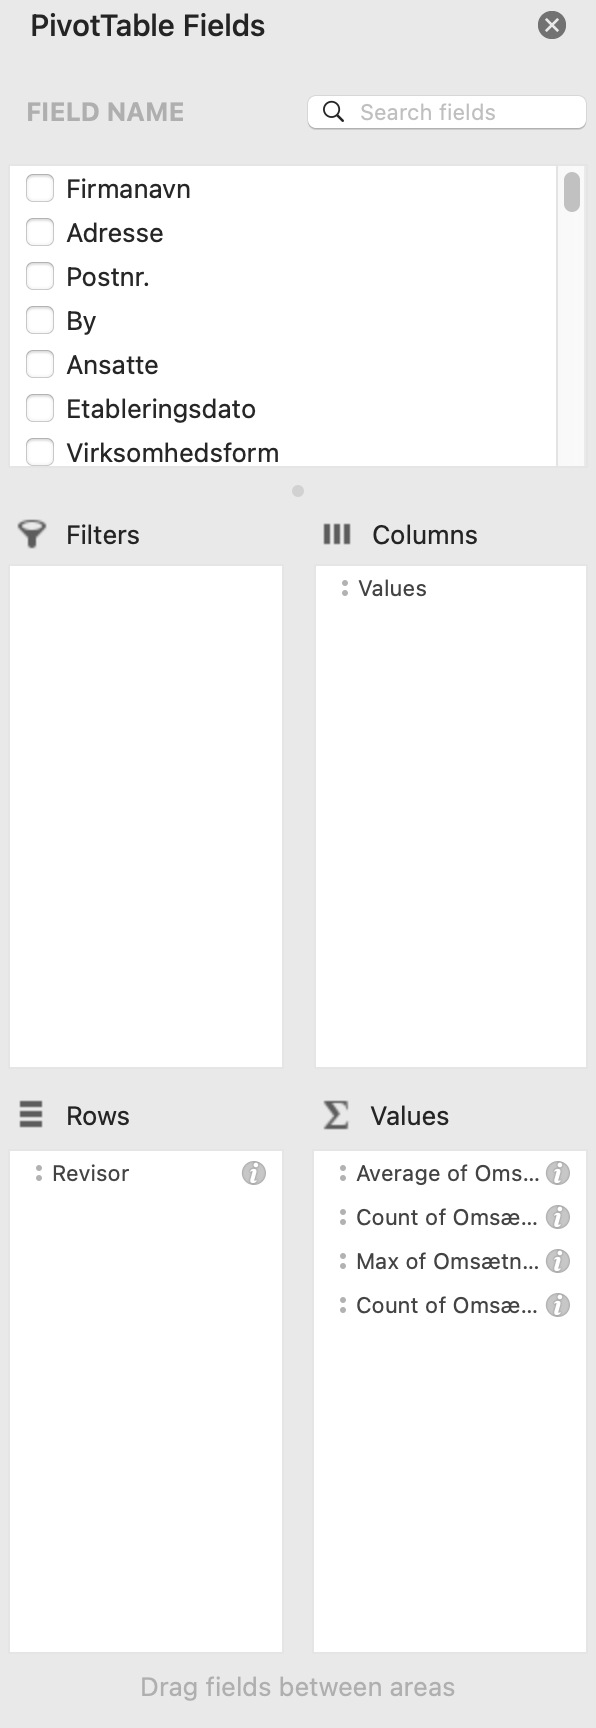 PivotTable Fields
FIELD NAME
Search fields
Firmanavn
Adresse
Postnr.
By
Ansatte
Etableringsdato
Virksomhedsform
Filters
Columns
Values
Rows
Values
Revisor
Average of Oms...
Count of Omsæ...
Max of Omsætn...
Count of Omsæ...
Drag fields between areas